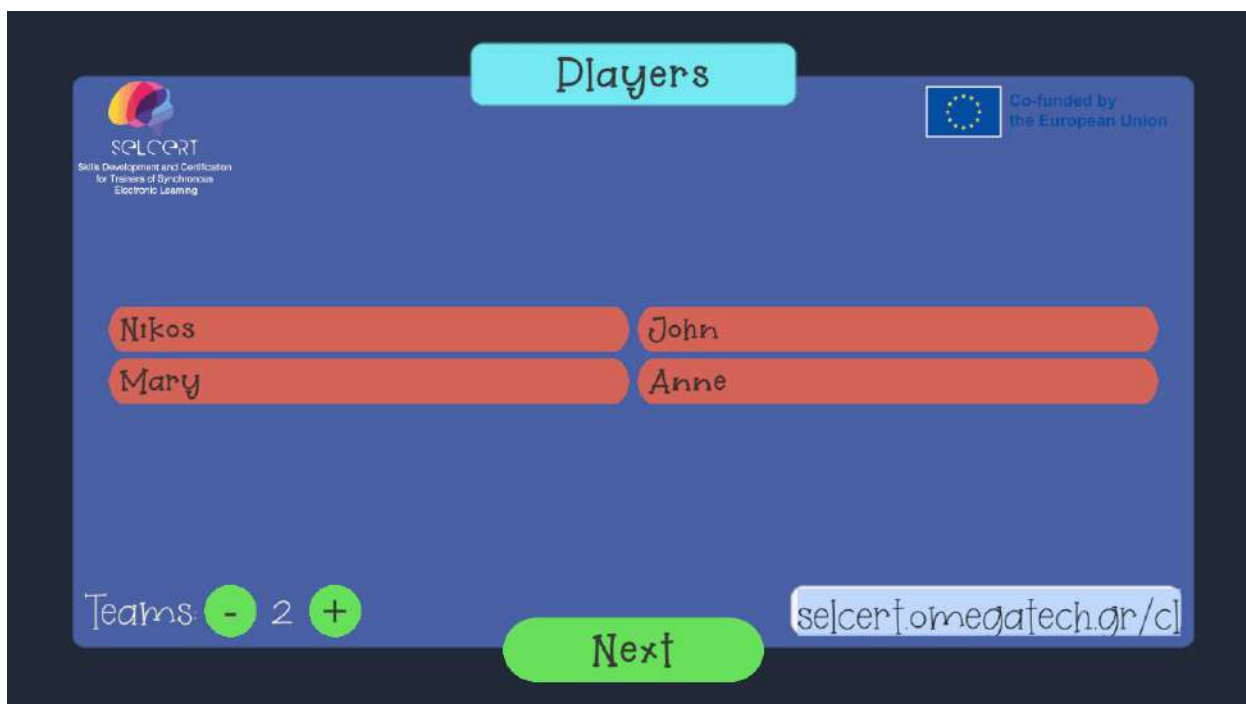 Players
SELCERT
Skills Development and Certification
for Trainers of Synchronous
Electronic Learning
Co-funded by
the European Union
Nikos
John
Mary
Anne
Teams: - 2 +
selcert.omegatech.gr/cl
Next